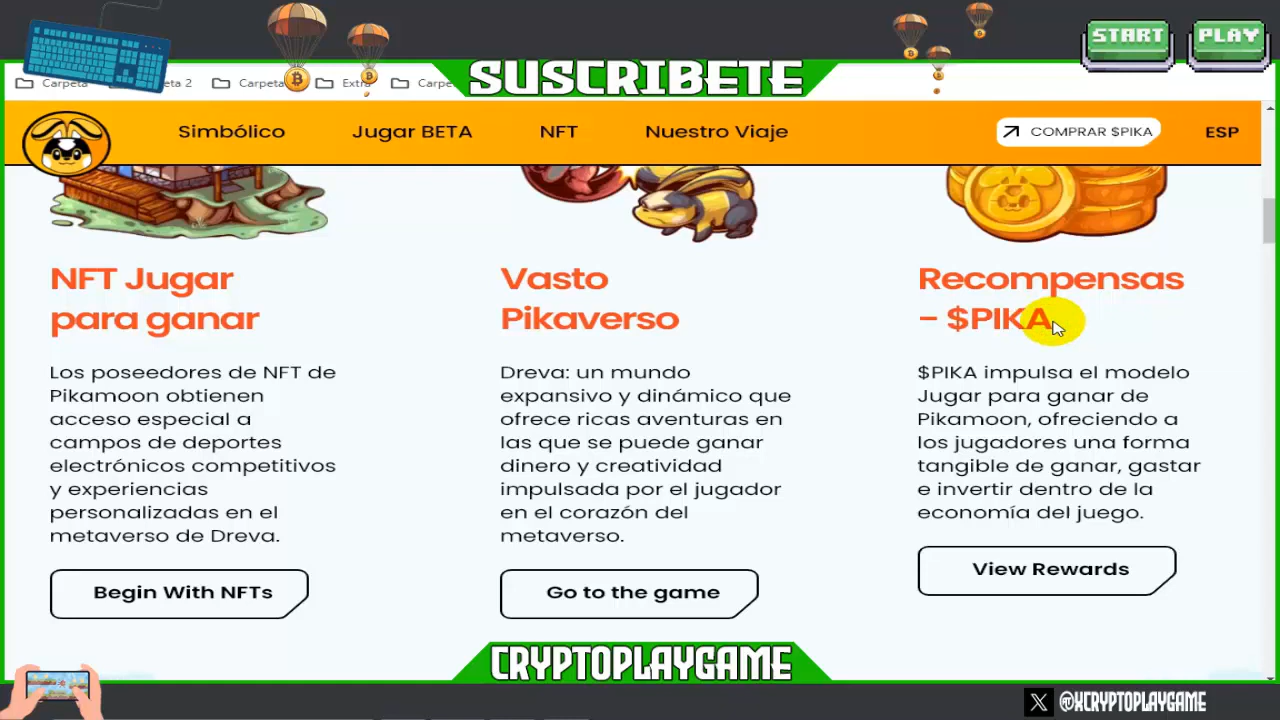 START
PLAY
SUSCRIBETE
Carpeta
eta 2
Carpeta
Extra
Carpe
Simbólico
Jugar BETA
NFT
Nuestro Viaje
COMPRAR $PIKA
ESP
NFT Jugar
para ganar
Los poseedores de NFT de
Pikamoon obtienen
acceso especial a
campos de deportes
electrónicos competitivos
y experiencias
personalizadas en el
metaverso de Dreva.
Begin With NFTs
Vasto
Pikaverso
Dreva: un mundo
expansivo y dinámico que
ofrece ricas aventuras en
las que se puede ganar
dinero y creatividad
impulsada por el jugador
en el corazón del
metaverso.
Go to the game
Recompensas
– $PIKA
$PIKA impulsa el modelo
Jugar para ganar de
Pikamoon, ofreciendo a
los jugadores una forma
tangible de ganar, gastar
e invertir dentro de la
economía del juego.
View Rewards
CRYPTOPLAYGAME
X @XCRYPTOPLAYGAME